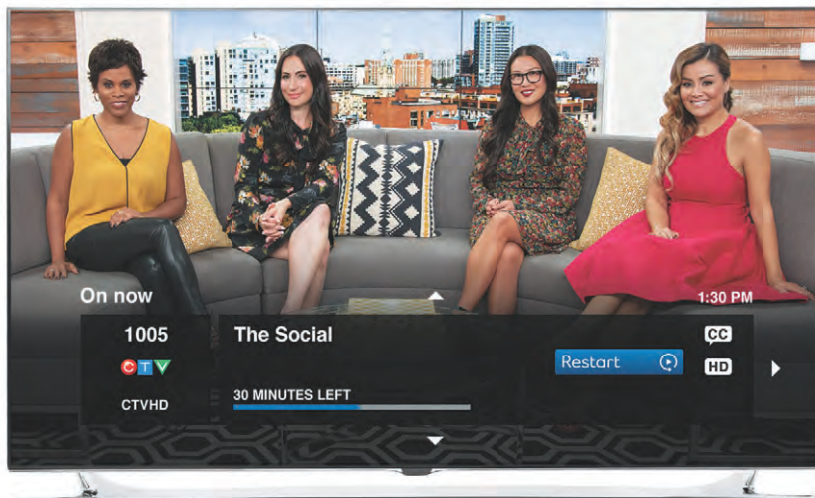 On now
1:30 PM
1005
The Social
CC
CTV
Restart
HD
30 MINUTES LEFT
CTVHD